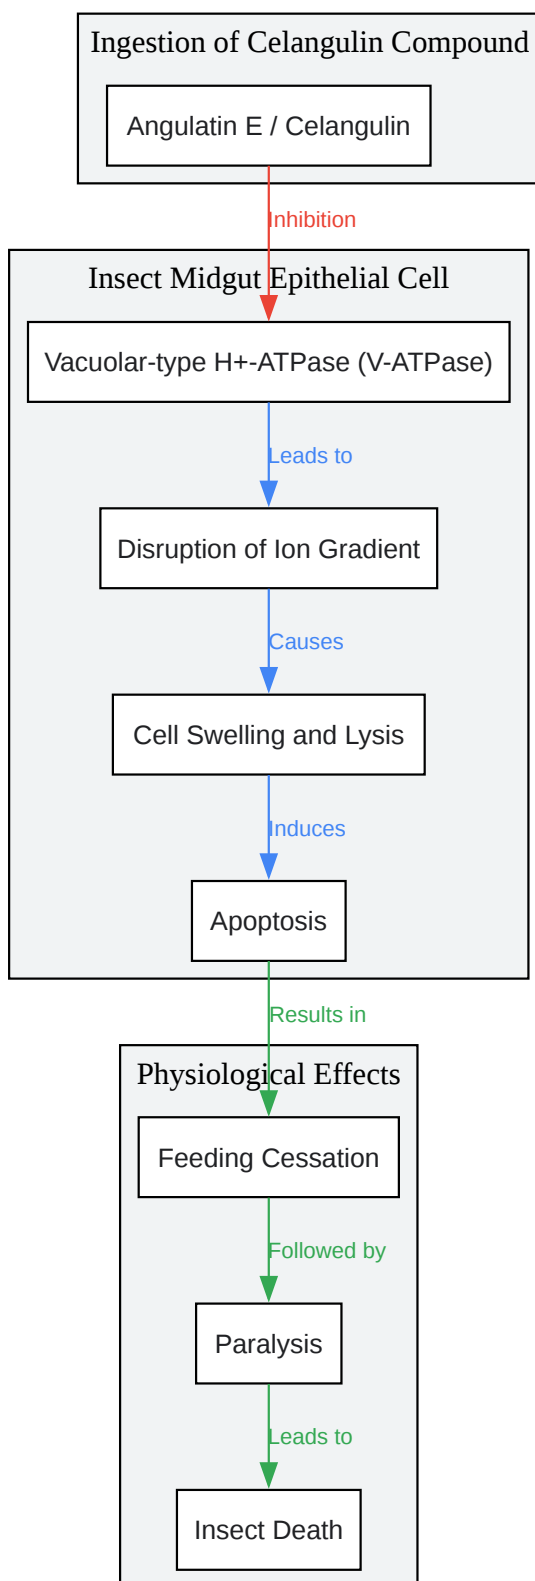 Ingestion of Celangulin Compound
Angulatin E / Celangulin
Inhibition
Insect Midgut Epithelial Cell
Vacuolar-type H+-ATPase (V-ATPase)
Leads to
Disruption of Ion Gradient
Causes
Cell Swelling and Lysis
Induces
Apoptosis
Results in
Physiological Effects
Feeding Cessation
Followed by
Paralysis
Leads to
Insect Death